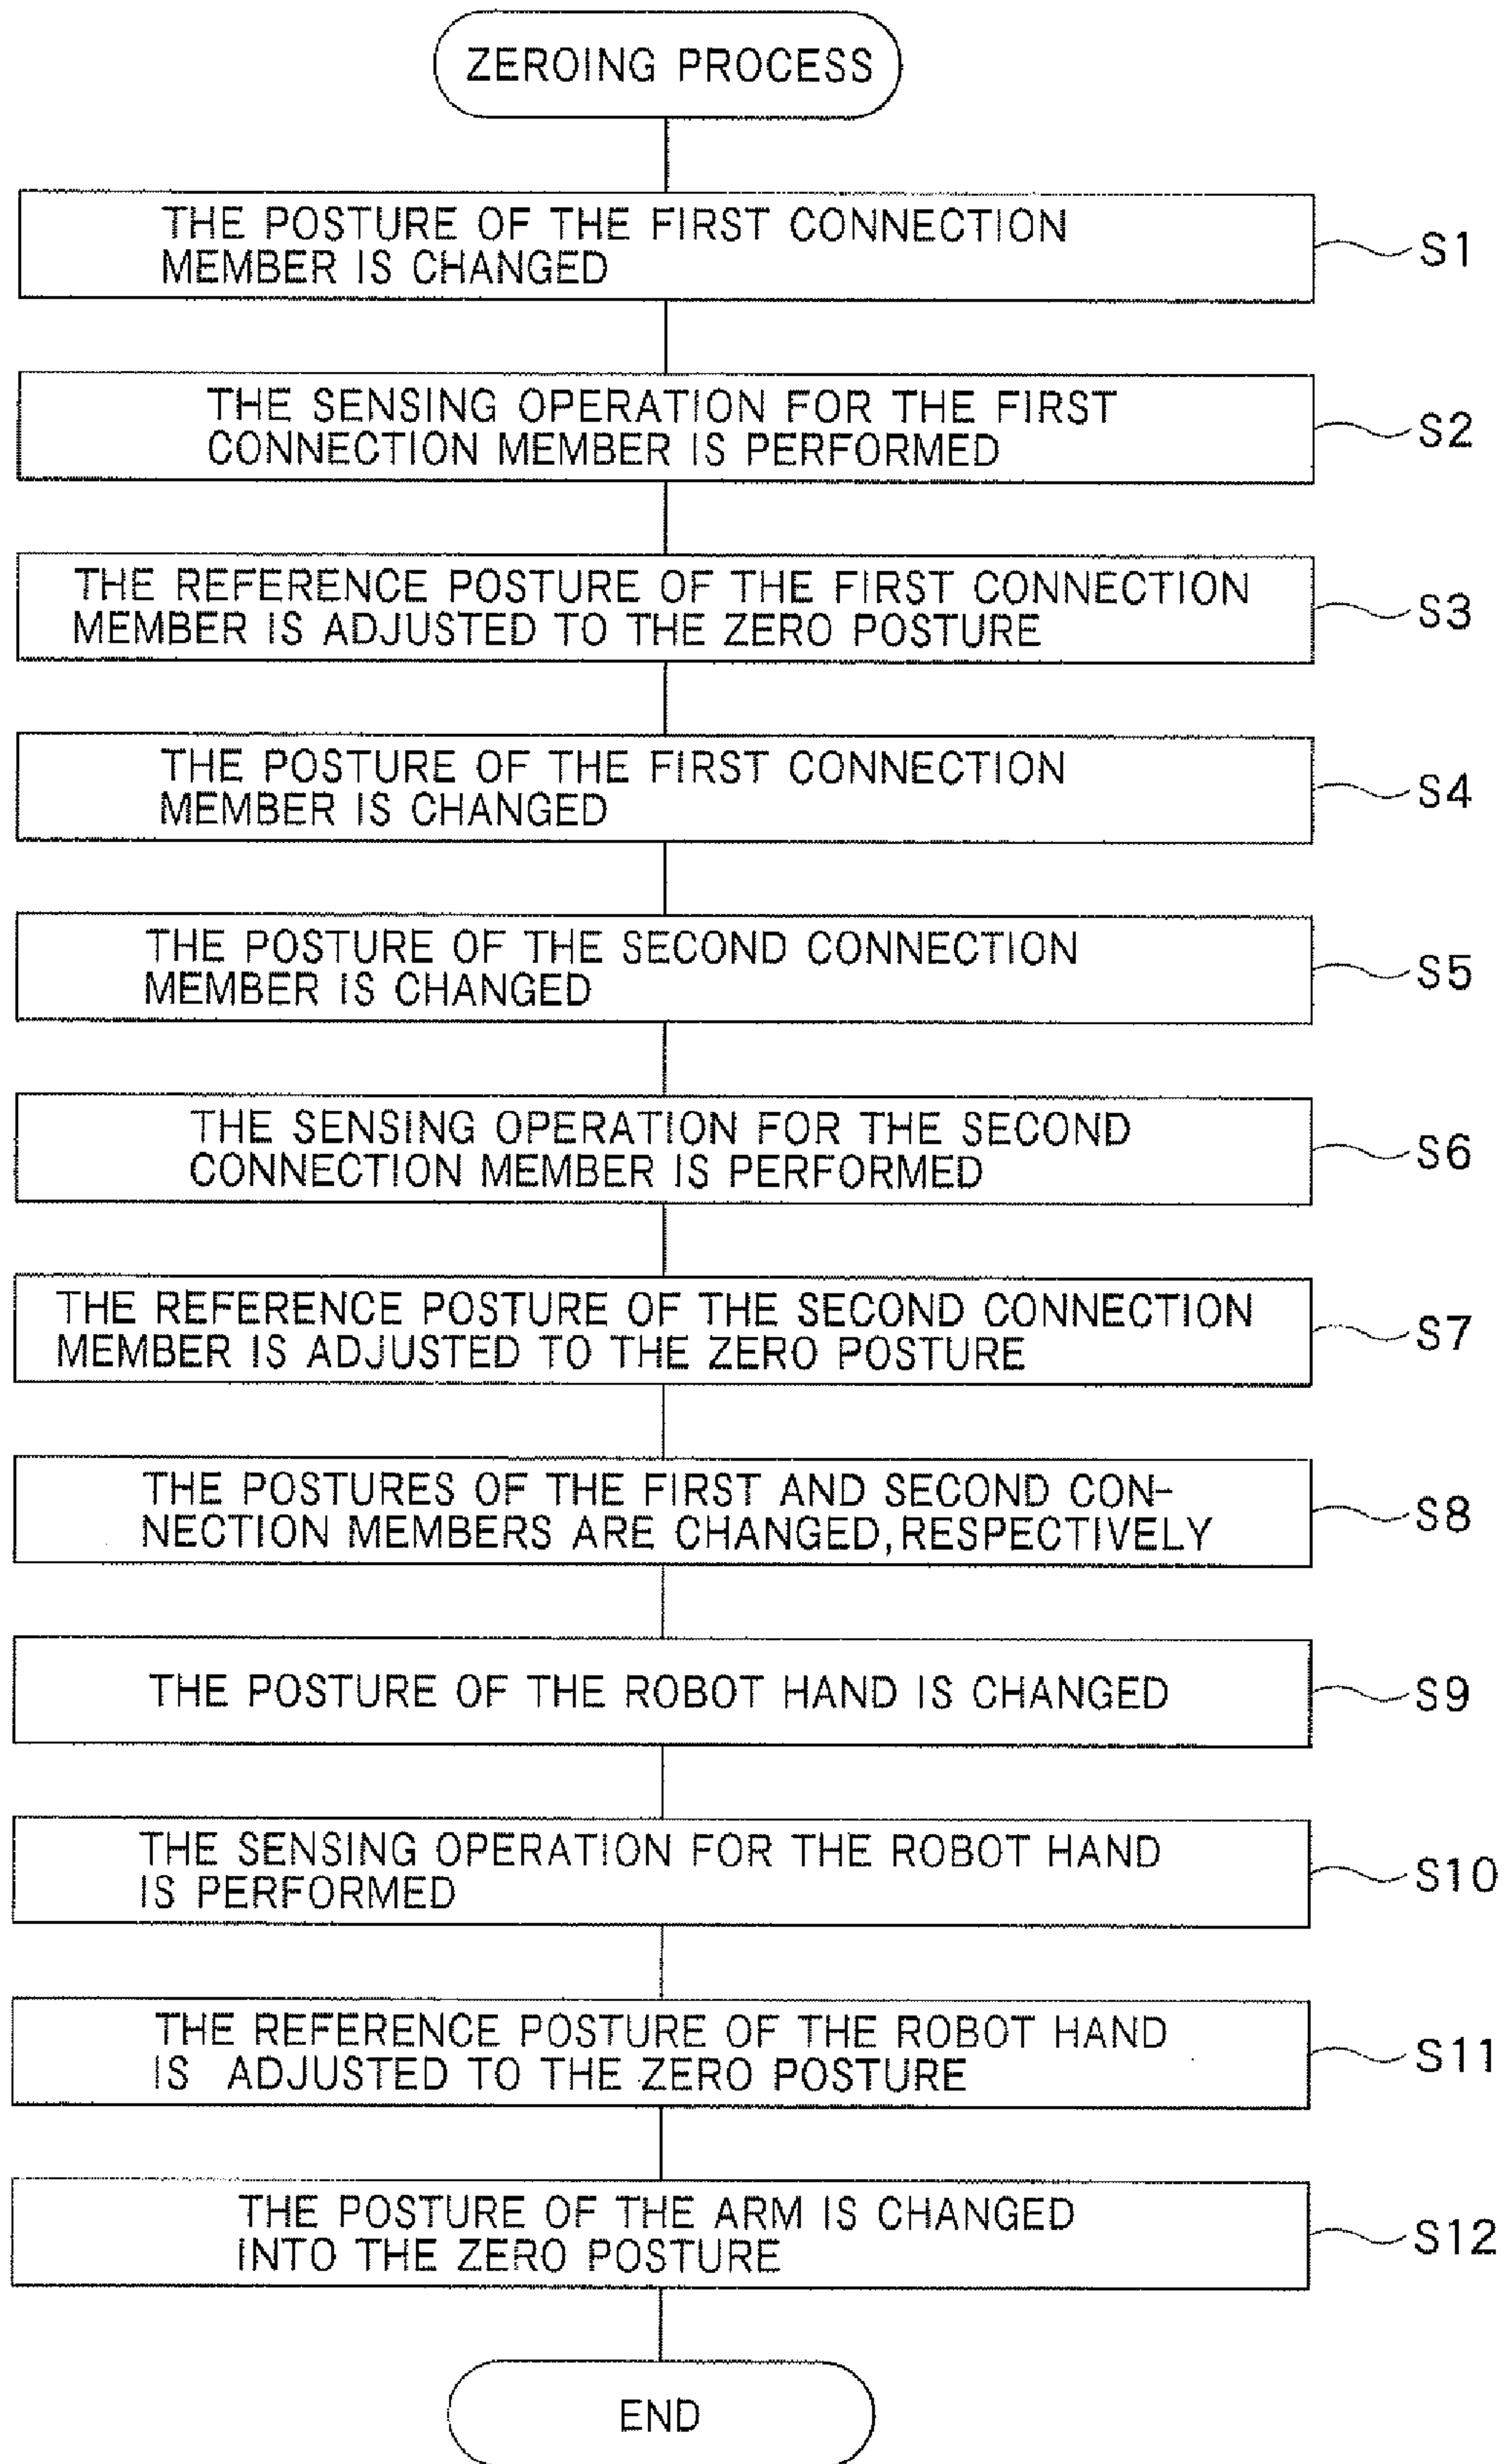 ZEROING PROCESS
THE POSTURE OF THE FIRST CONNECTION
MEMBER IS CHANGED
S1
THE SENSING OPERATION FOR THE FIRST
CONNECTION MEMBER IS PERFORMED
S2
THE REFERENCE POSTURE OF THE FIRST CONNECTION
MEMBER IS ADJUSTED TO THE ZERO POSTURE
S3
THE POSTURE OF THE FIRST CONNECTION
MEMBER IS CHANGED
S4
THE POSTURE OF THE SECOND CONNECTION
MEMBER IS CHANGED
S5
THE SENSING OPERATION FOR THE SECOND
CONNECTION MEMBER IS PERFORMED
S6
THE REFERENCE POSTURE OF THE SECOND CONNECTION
MEMBER IS ADJUSTED TO THE ZERO POSTURE
S7
THE POSTURES OF THE FIRST AND SECOND CON-
NECTION MEMBERS ARE CHANGED, RESPECTIVELY
S8
THE POSTURE OF THE ROBOT HAND IS CHANGED
S9
THE SENSING OPERATION FOR THE ROBOT HAND
IS PERFORMED
S10
THE REFERENCE POSTURE OF THE ROBOT HAND
IS ADJUSTED TO THE ZERO POSTURE
S11
THE POSTURE OF THE ARM IS CHANGED
INTO THE ZERO POSTURE
S12
END